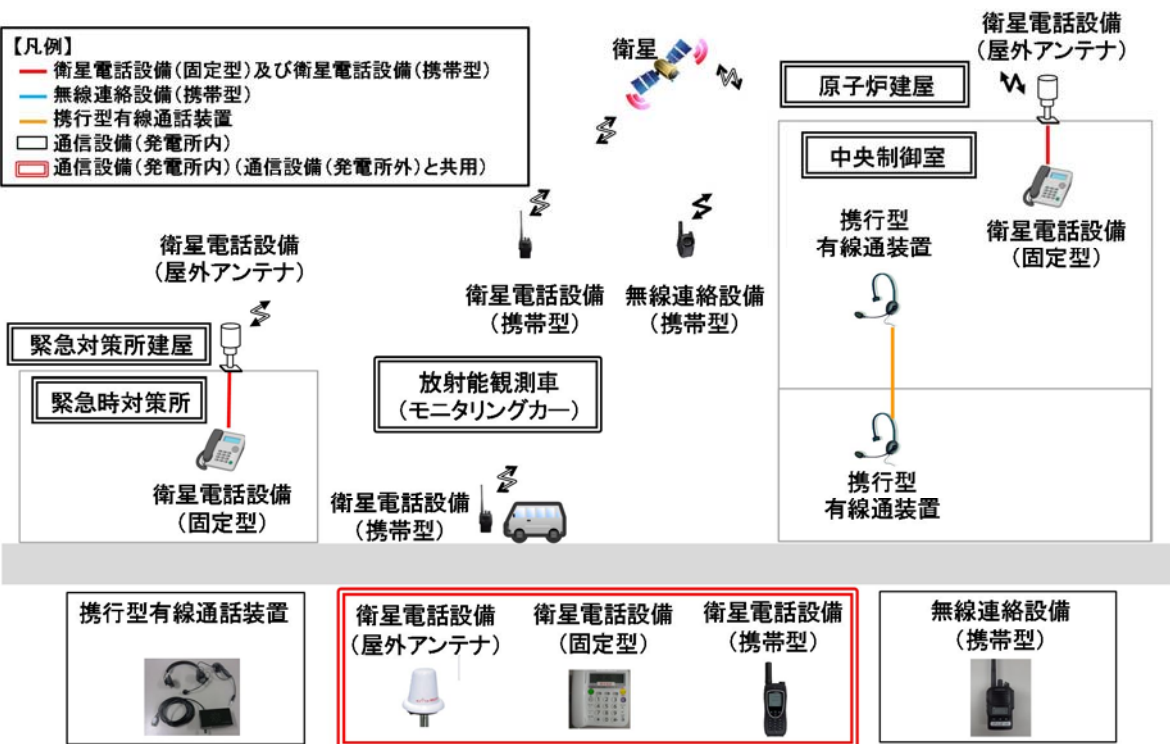 【凡例】
衛星電話設備(固定型)及び衛星電話設備(携帯型)
無線連絡設備(携帯型)
携行型有線通話装置
通信設備(発電所内)
通信設備(発電所内)(通信設備(発電所外)と共用)
衛星
衛星電話設備
(屋外アンテナ)
原子炉建屋
中央制御室
携行型
有線通装置
衛星電話設備
(固定型)
衛星電話設備
(屋外アンテナ)
衛星電話設備
(携帯型)
無線連絡設備
(携帯型)
緊急対策所建屋
緊急時対策所
放射能観測車
(モニタリングカー)
衛星電話設備
(固定型)
衛星電話設備
(携帯型)
携行型
有線通装置
携行型有線通話装置
衛星電話設備
(屋外アンテナ)
衛星電話設備
(固定型)
衛星電話設備
(携帯型)
無線連絡設備
(携帯型)